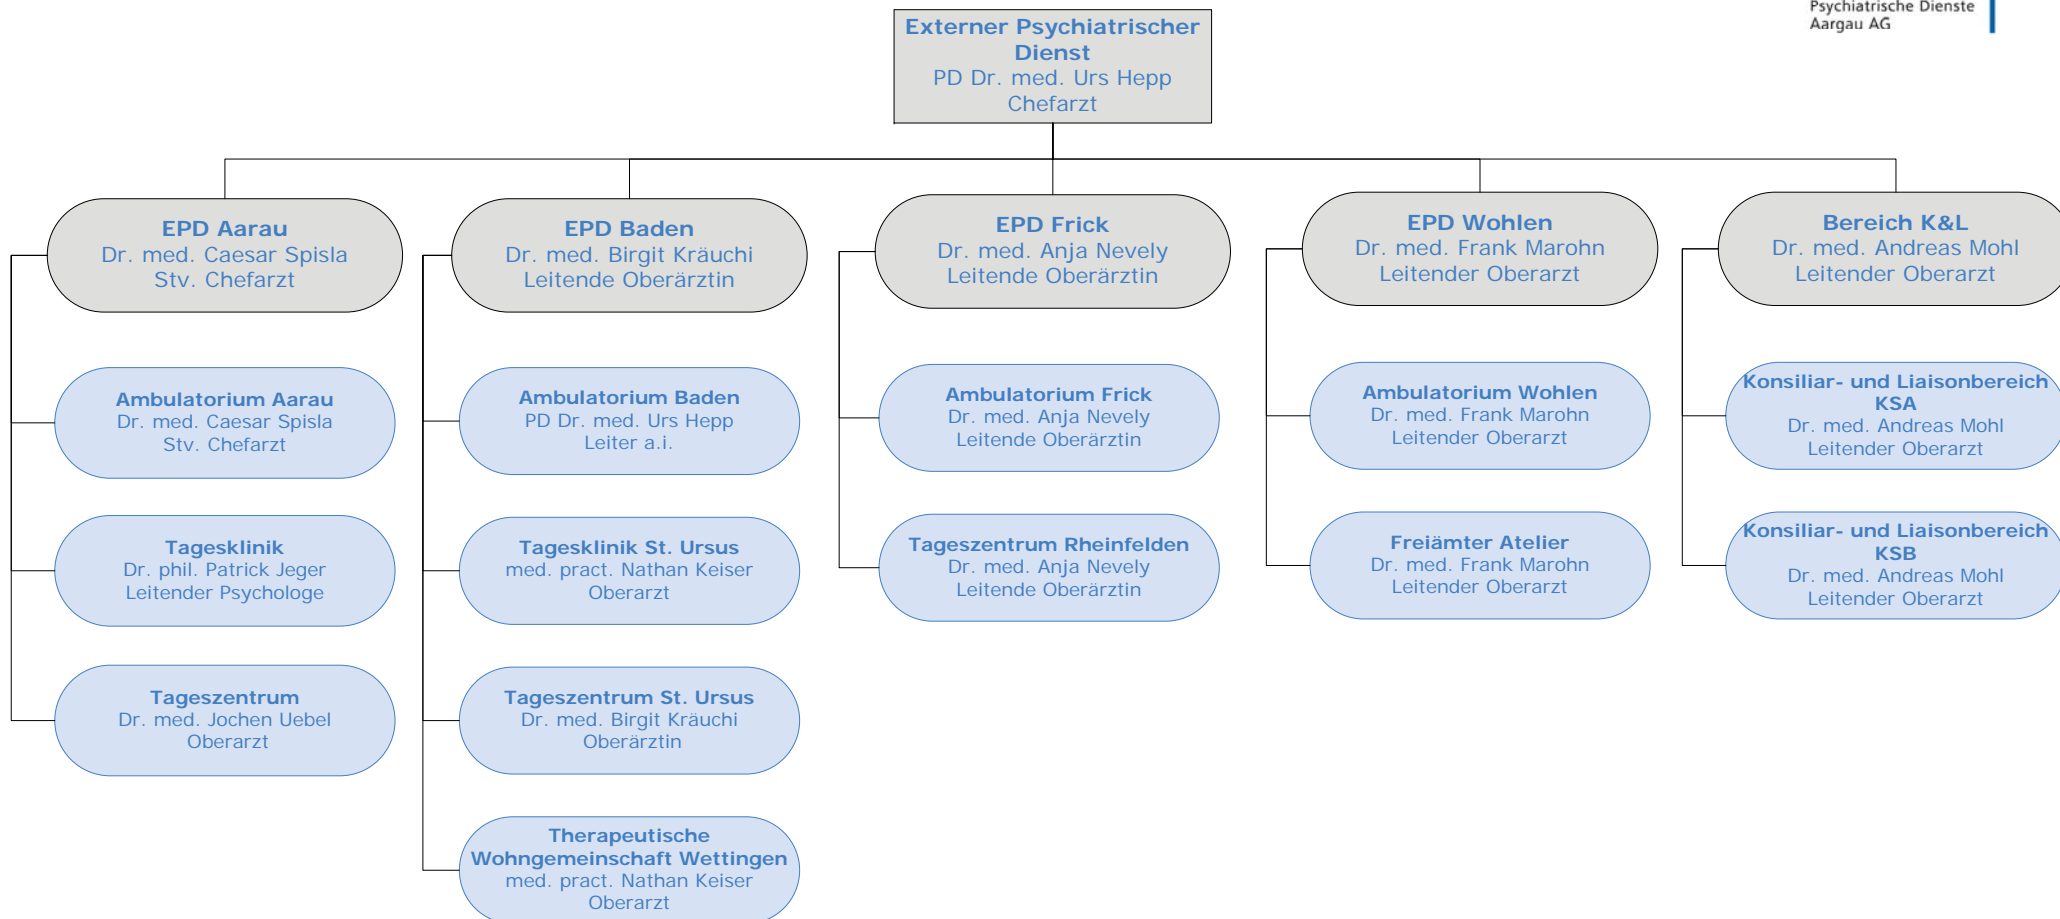 Psychiatrische Dienste
Aargau AG
Externer Psychiatrischer
Dienst
PD Dr. med. Urs Hepp
Chefarzt
EPD Aarau
Dr. med. Caesar Spisla
Stv. Chefarzt
EPD Baden
Dr. med. Birgit Kräuchi
Leitende Oberärztin
EPD Frick
Dr. med. Anja Nevely
Leitende Oberärztin
EPD Wohlen
Dr. med. Frank Marohn
Leitender Oberarzt
Bereich K&L
Dr. med. Andreas Mohl
Leitender Oberarzt
Ambulatorium Aarau
Dr. med. Caesar Spisla
Stv. Chefarzt
Ambulatorium Baden
PD Dr. med. Urs Hepp
Leiter a.i.
Ambulatorium Frick
Dr. med. Anja Nevely
Leitende Oberärztin
Ambulatorium Wohlen
Dr. med. Frank Marohn
Leitender Oberarzt
Konsiliar- und Liaisonbereich
KSA
Dr. med. Andreas Mohl
Leitender Oberarzt
Tagesklinik
Dr. phil. Patrick Jeger
Leitender Psychologe
Tagesklinik St. Ursus
med. pract. Nathan Keiser
Oberarzt
Tageszentrum Rheinfelden
Dr. med. Anja Nevely
Leitende Oberärztin
Freiämter Atelier
Dr. med. Frank Marohn
Leitender Oberarzt
Konsiliar- und Liaisonbereich
KSB
Dr. med. Andreas Mohl
Leitender Oberarzt
Tageszentrum
Dr. med. Jochen Uebel
Oberarzt
Tageszentrum St. Ursus
Dr. med. Birgit Kräuchi
Oberärztin
Therapeutische
Wohngemeinschaft Wettingen
med. pract. Nathan Keiser
Oberarzt